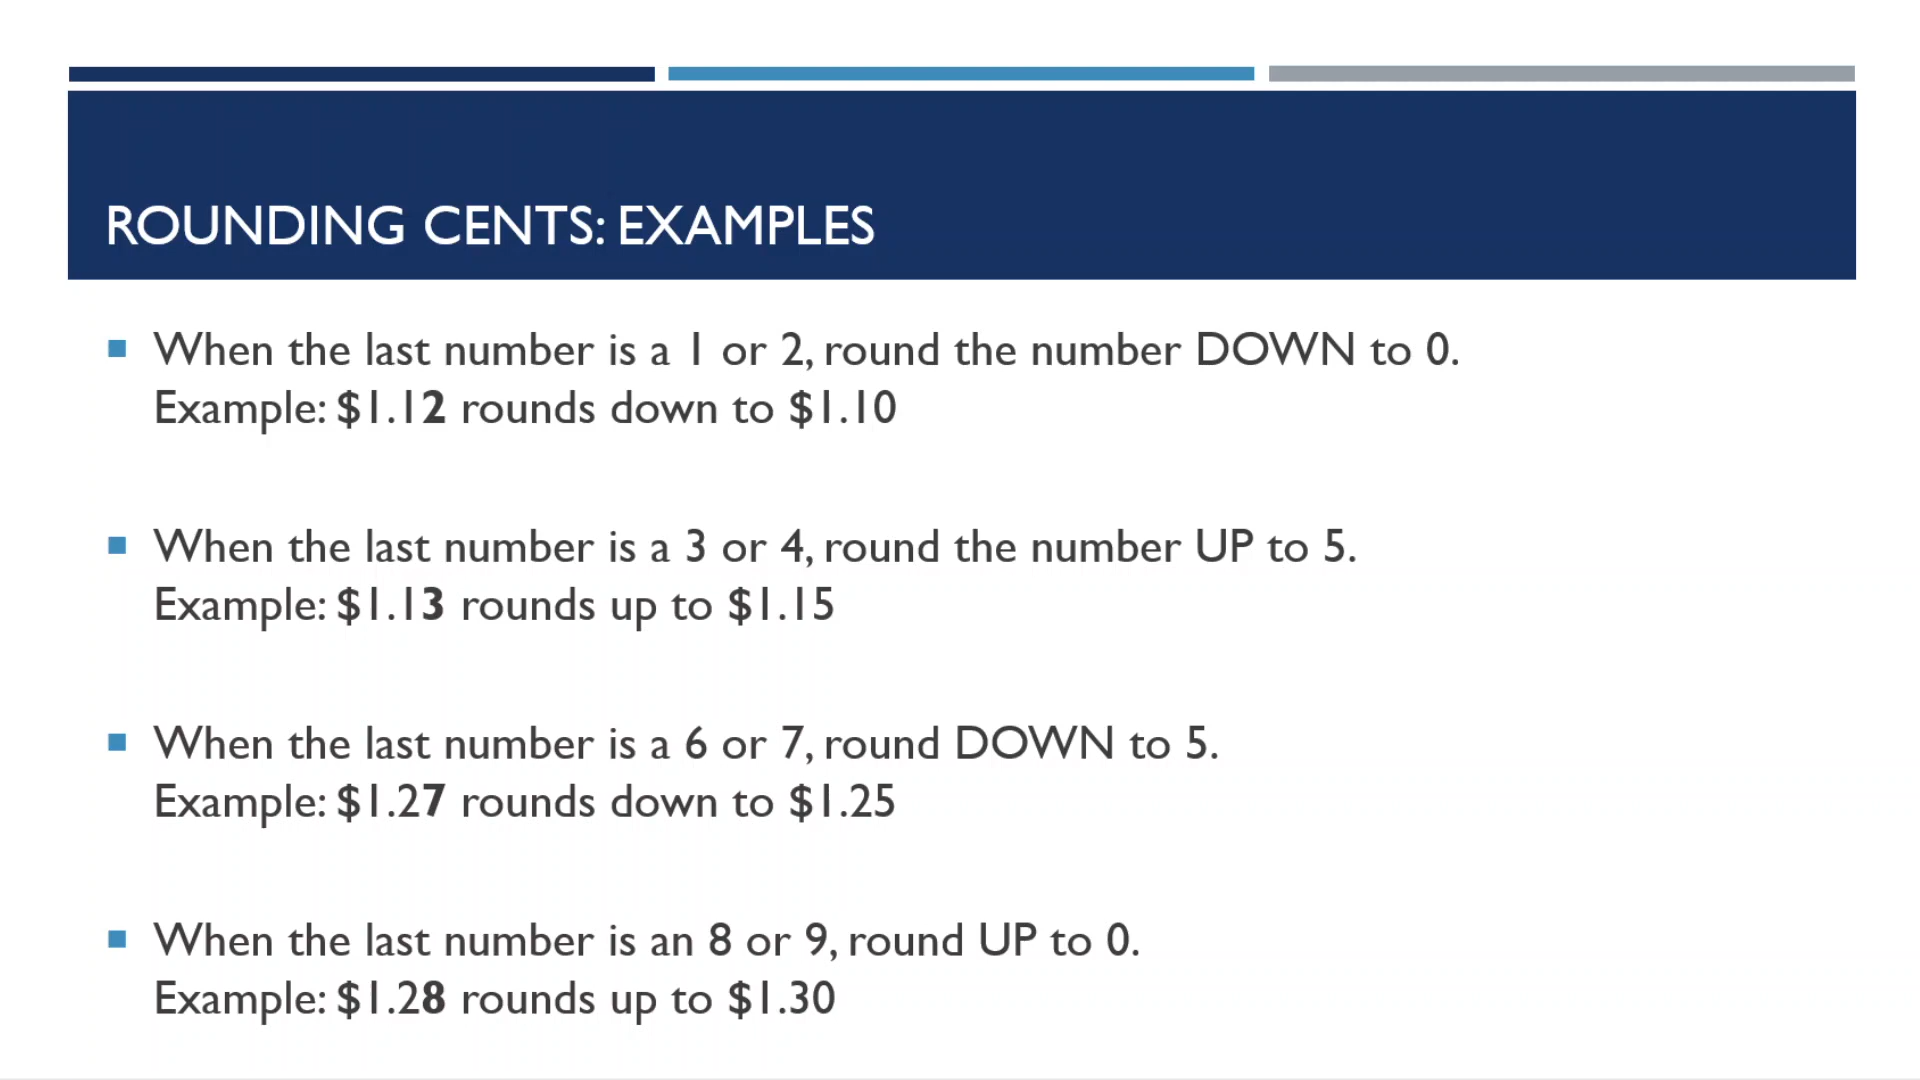 ROUNDING CENTS: EXAMPLES
When the last number is a 1 or 2, round the number DOWN to 0.
Example: $1.12 rounds down to $1.10
When the last number is a 3 or 4, round the number UP to 5.
Example: $1.13 rounds up to $1.15
When the last number is a 6 or 7, round DOWN to 5.
Example: $1.27 rounds down to $1.25
When the last number is an 8 or 9, round UP to 0.
Example: $1.28 rounds up to $1.30